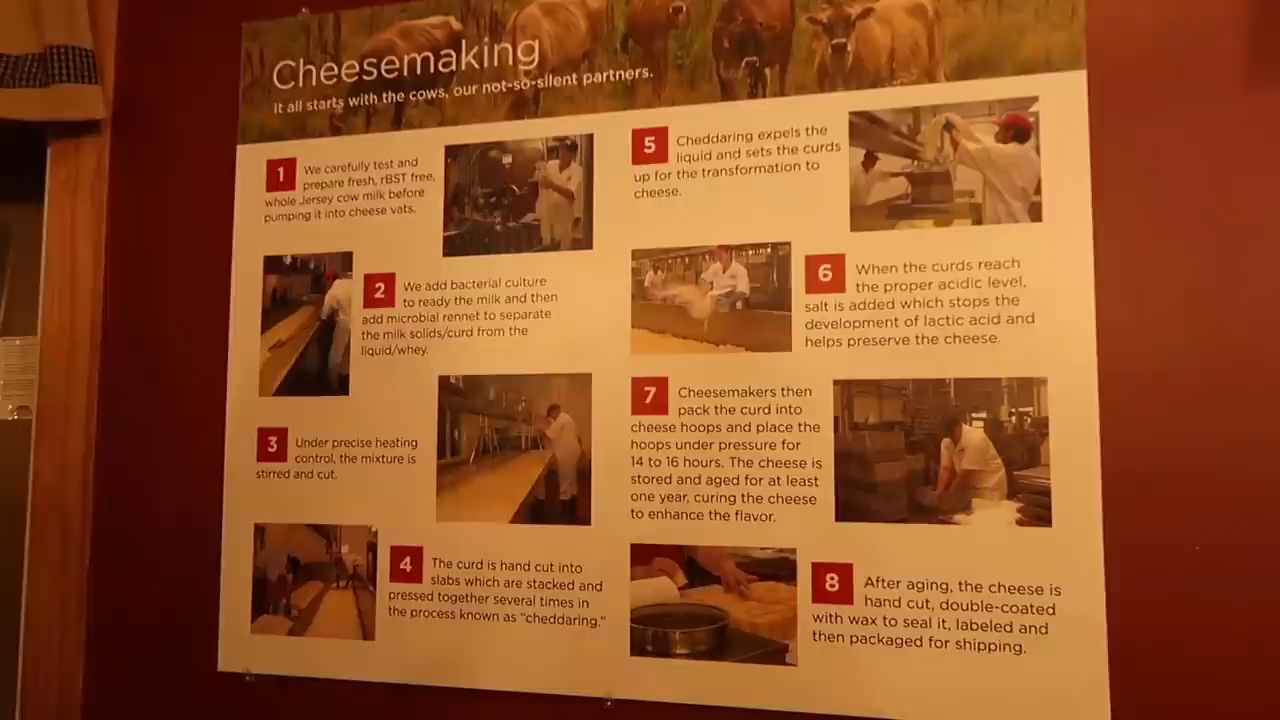 Cheesemaking
It all starts with the cows, our not-so-silent partners.
1 We carefully test and
prepare fresh, rBST free,
whole Jersey cow milk before
pumping it into cheese vats.
2 We add bacterial culture
to ready the milk and then
add microbial rennet to separate
the milk solids/curd from the
liquid/whey.
3 Under precise heating
control, the mixture is
stirred and cut.
4 The curd is hand cut into
slabs which are stacked and
pressed together several times in
the process known as “cheddaring.”
5 Cheddaring expels the
liquid and sets the curds
up for the transformation to
cheese.
6 When the curds reach
the proper acidic level,
salt is added which stops the
development of lactic acid and
helps preserve the cheese.
7 Cheesemakers then
pack the curd into
cheese hoops and place the
hoops under pressure for
14 to 16 hours. The cheese is
stored and aged for at least
one year, curing the cheese
to enhance the flavor.
8 After aging, the cheese is
hand cut, double-coated
with wax to seal it, labeled and
then packaged for shipping.